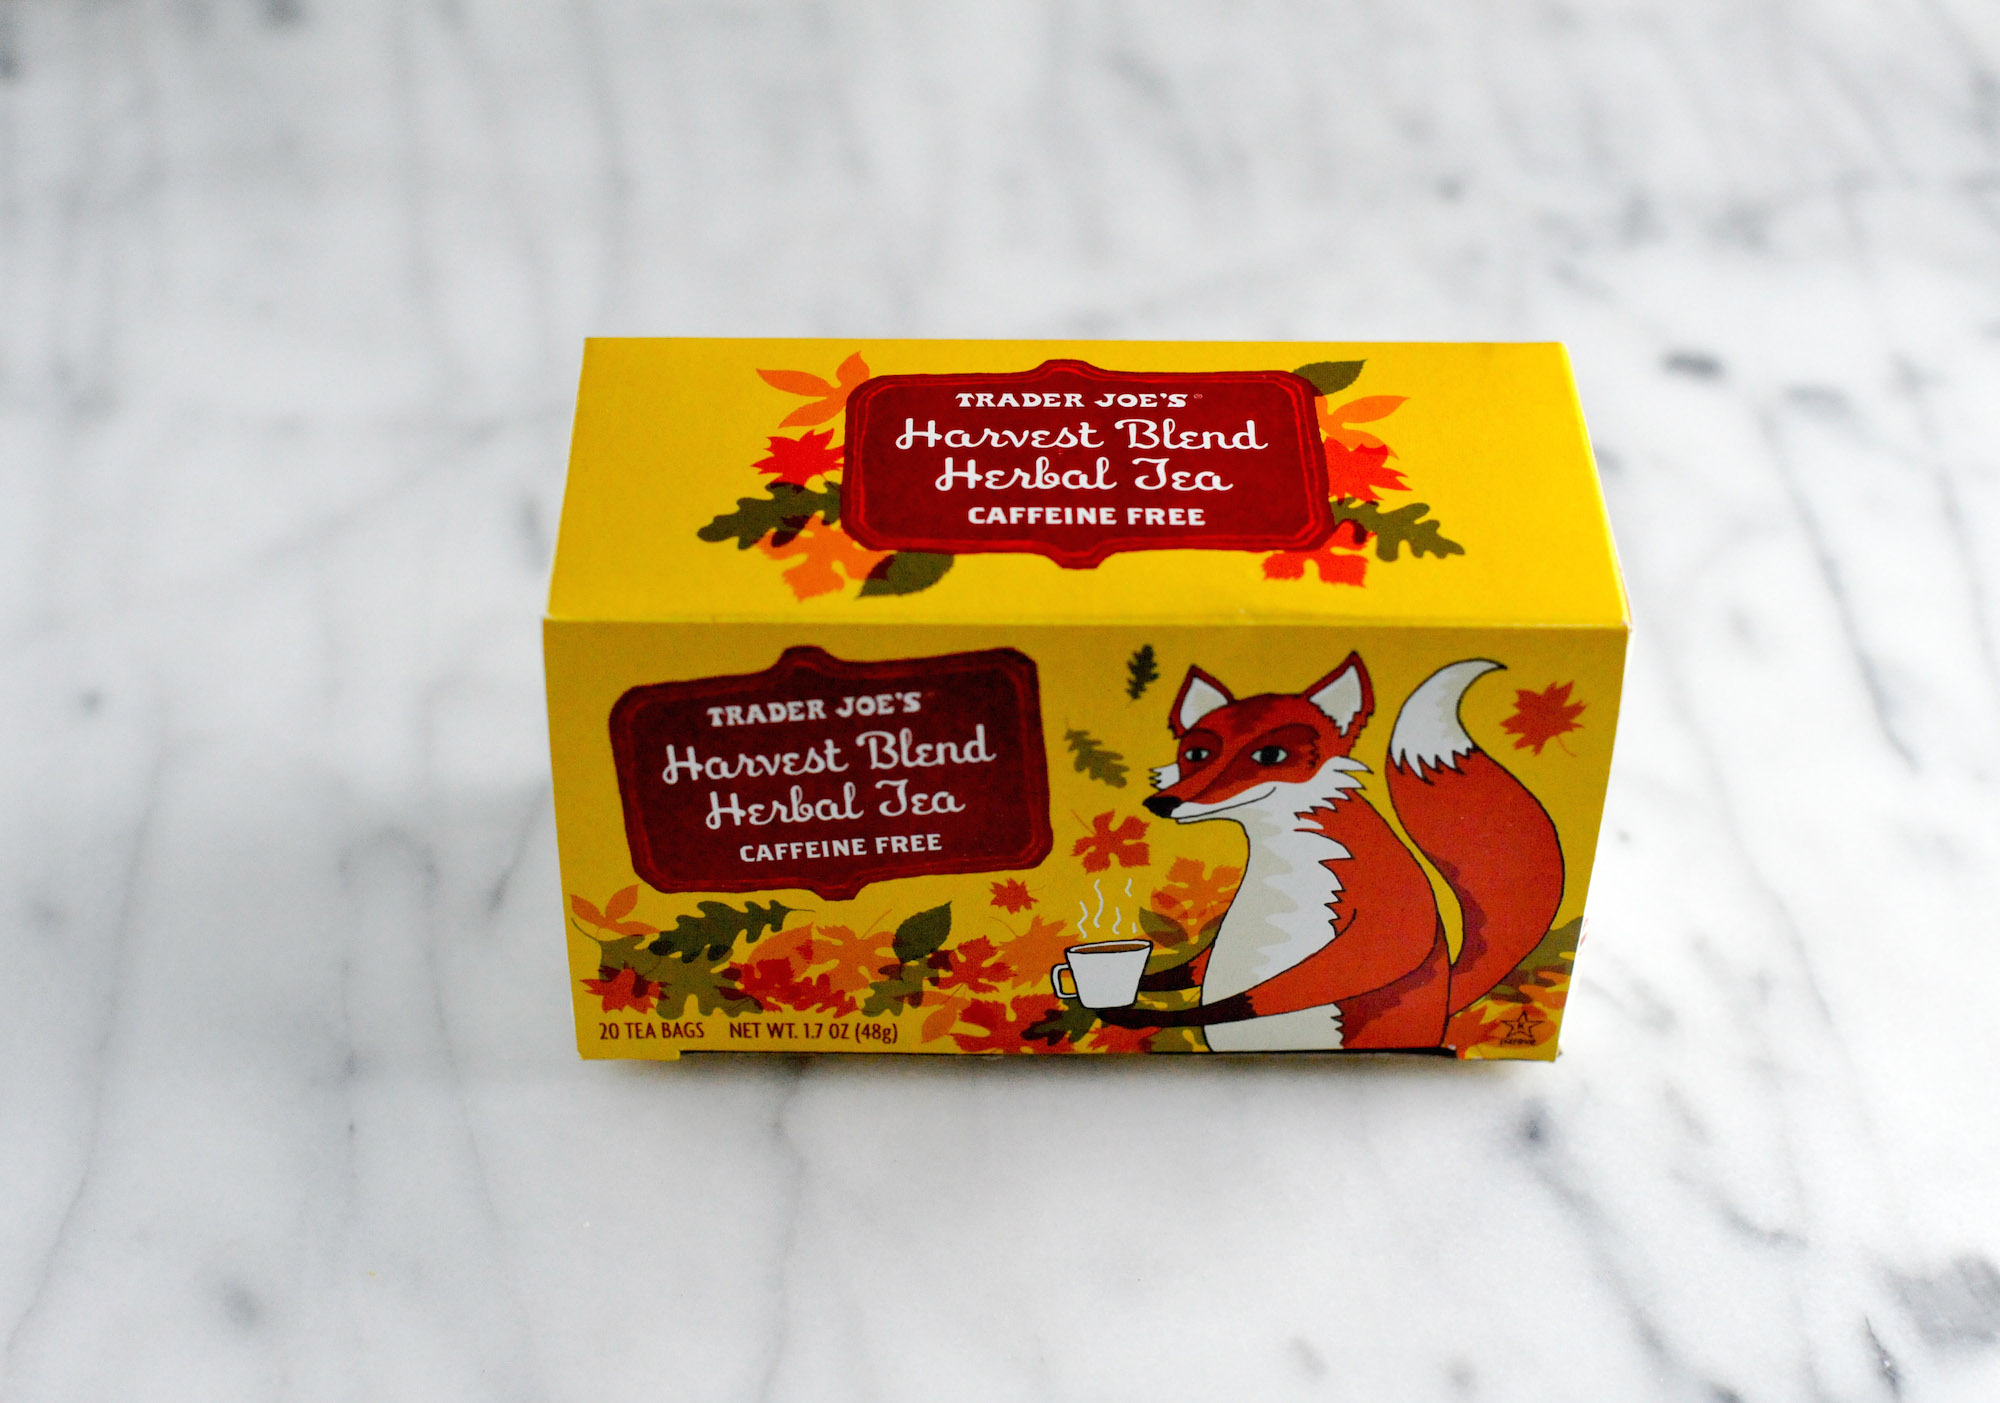 TRADER JOE'S®
Harvest Blend
Herbal Tea
CAFFEINE FREE
TRADER JOE'S
Harvest Blend
Herbal Tea
CAFFEINE FREE
20 TEA BAGS NET WT. 1.7 OZ (48g)
K